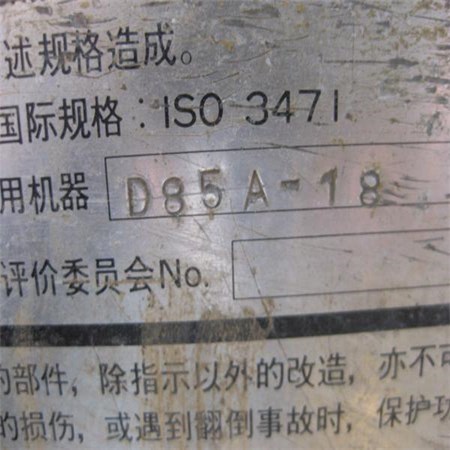 述规格造成。
国际规格：ISO 3471
用机器 D85A-18
评价委员会No.
的部件，除指示以外的改造，亦不可
的损伤，或遇到翻倒事故时，保护功